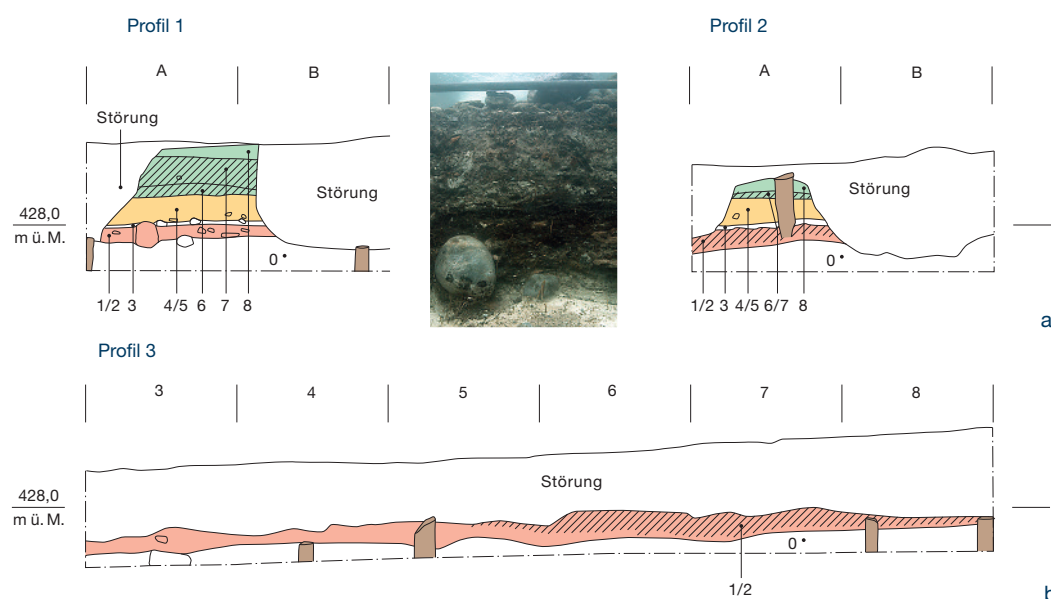 Profil 1
Profil 2
A
B
A
B
Störung
Störung
Störung
428,0
m ü. M.
0
0
1/2 3 4/5 6 7 8
1/2 3 4/5 6/7 8
a
Profil 3
3 4 5 6 7 8
Störung
428,0
m ü. M.
0
1/2
b